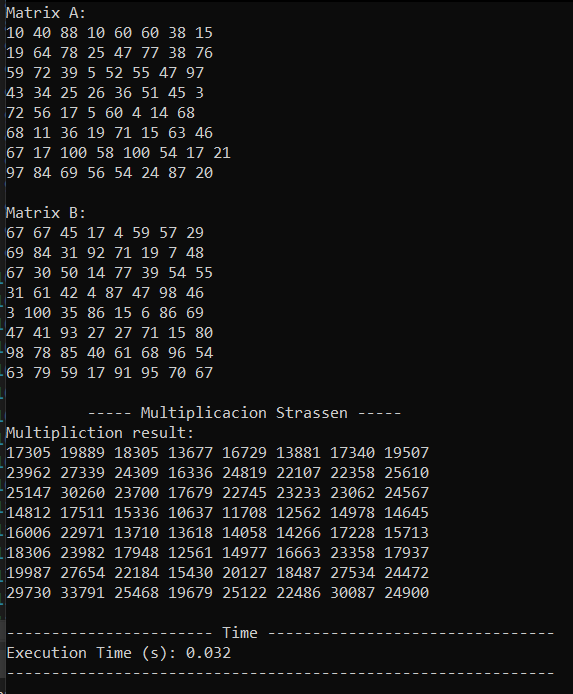 Matrix A:
10 40 88 10 60 60 38 15
19 64 78 25 47 77 38 76
59 72 39 5 52 55 47 97
43 34 25 26 36 51 45 3
72 56 17 5 60 4 14 68
68 11 36 19 71 15 63 46
67 17 100 58 100 54 17 21
97 84 69 56 54 24 87 20
Matrix B:
67 67 45 17 4 59 57 29
69 84 31 92 71 19 7 48
67 30 50 14 77 39 54 55
31 61 42 4 87 47 98 46
3 100 35 86 15 6 86 69
47 41 93 27 27 71 15 80
98 78 85 40 61 68 96 54
63 79 59 17 91 95 70 67
----- Multiplicacion Strassen -----
Multipliction result:
17305 19889 18305 13677 16729 13881 17340 19507
23962 27339 24309 16336 24819 22107 22358 25610
25147 30260 23700 17679 22745 23233 23062 24567
14812 17511 15336 10637 11708 12562 14978 14645
16006 22971 13710 13618 14058 14266 17228 15713
18306 23982 17948 12561 14977 16663 23358 17937
19987 27654 22184 15430 20127 18487 27534 24472
29730 33791 25468 19679 25122 22486 30087 24900
----------------------- Time -------------------------------
Execution Time (s): 0.032
------------------------------------------------------------